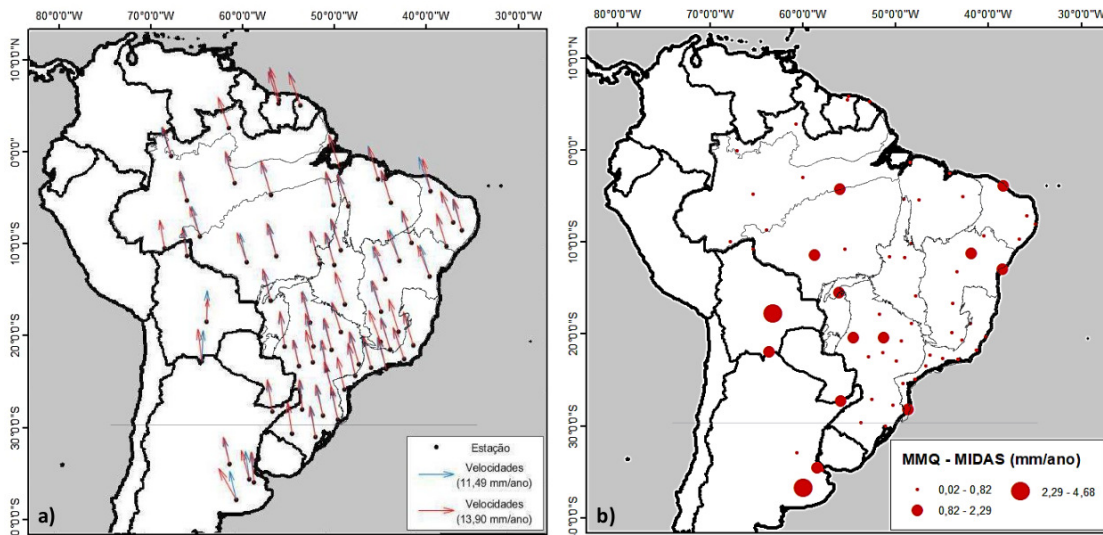 80°0'0"W 70°0'0"W 60°0'0"W 50°0'0"W 40°0'0"W
10°0'0"N
0°0'0"
10°0'0"S
20°0'0"S
30°0'0"S
0°0'0"S
Estação
Velocidades
(11,49 mm/ano)
Velocidades
(13,90 mm/ano)
a)
80°0'0"W 70°0'0"W 60°0'0"W 50°0'0"W 40°0'0"W
10°0'0"N
0°0'0"
10°0'0"S
20°0'0"S
30°0'0"S
0°0'0"S
MMQ - MIDAS (mm/ano)
0,02 - 0,82
0,82 - 2,29
2,29 - 4,68
b)